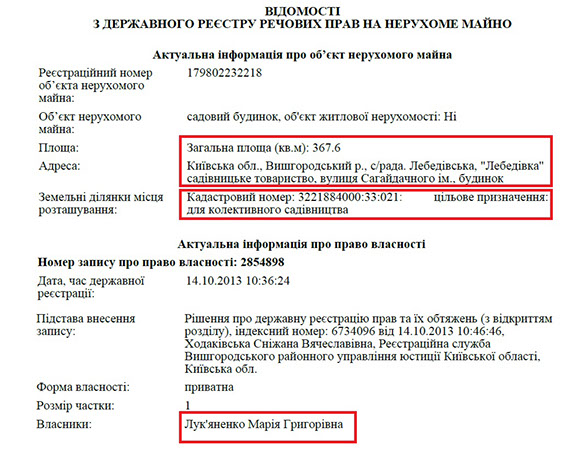 ВІДОМОСТІ
З ДЕРЖАВНОГО РЕЄСТРУ РЕЧОВИХ ПРАВ НА НЕРУХОМЕ МАЙНО
Актуальна інформація про об’єкт нерухомого майна
Реєстраційний номер об’єкта нерухомого майна: 179802232218
Об’єкт нерухомого майна: садовий будинок, об'єкт житлової нерухомості: Ні
Площа: Загальна площа (кв.м): 367.6
Адреса: Київська обл., Вишгородський р., с/рада. Лебедівська, "Лебедівка"
садівницьке товариство, вулиця Сагайдачного ім., будинок
Земельні ділянки місця розташування: Кадастровий номер: 3221884000:33:021: цільове призначення:
для колективного садівництва
Актуальна інформація про право власності
Номер запису про право власності: 2854898
Дата, час державної реєстрації: 14.10.2013 10:36:24
Підстава внесення запису: Рішення про державну реєстрацію прав та їх обтяжень (з відкриттям
розділу), індексний номер: 6734096 від 14.10.2013 10:46:46,
Ходаківська Сніжана Вячеславівна, Реєстраційна служба
Вишгородського районного управління юстиції Київської області,
Київська обл.
Форма власності: приватна
Розмір частки: 1
Власники: Лук'яненко Марія Григорівна